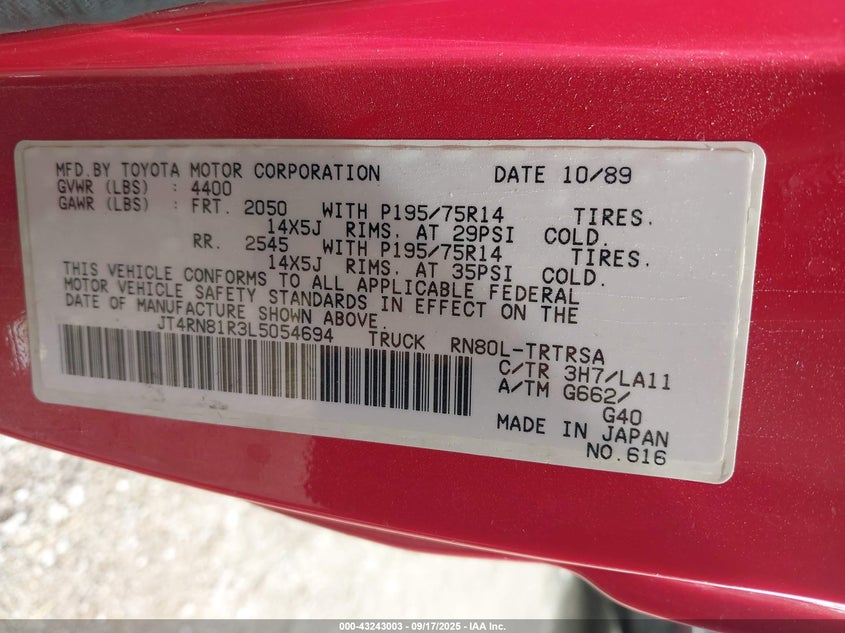 MFD.BY TOYOTA MOTOR CORPORATION DATE 10/89
GVWR (LBS) : 4400
GAWR (LBS) : FRT. 2050 WITH P195/75R14 TIRES.
14X5J RIMS. AT 29PSI COLD.
RR. 2545 WITH P195/75R14 TIRES.
14X5J RIMS. AT 35PSI COLD.
THIS VEHICLE CONFORMS TO ALL APPLICABLE FEDERAL
MOTOR VEHICLE SAFETY STANDARDS IN EFFECT ON THE
DATE OF MANUFACTURE SHOWN ABOVE.
JT4RN81R3L5054694 TRUCK RN80L-TRTRSA
C/TR 3H7/LA11
A/TM G662/
G40
MADE IN JAPAN
NO.616
000-43243003 - 09/17/2025 - IAA Inc.